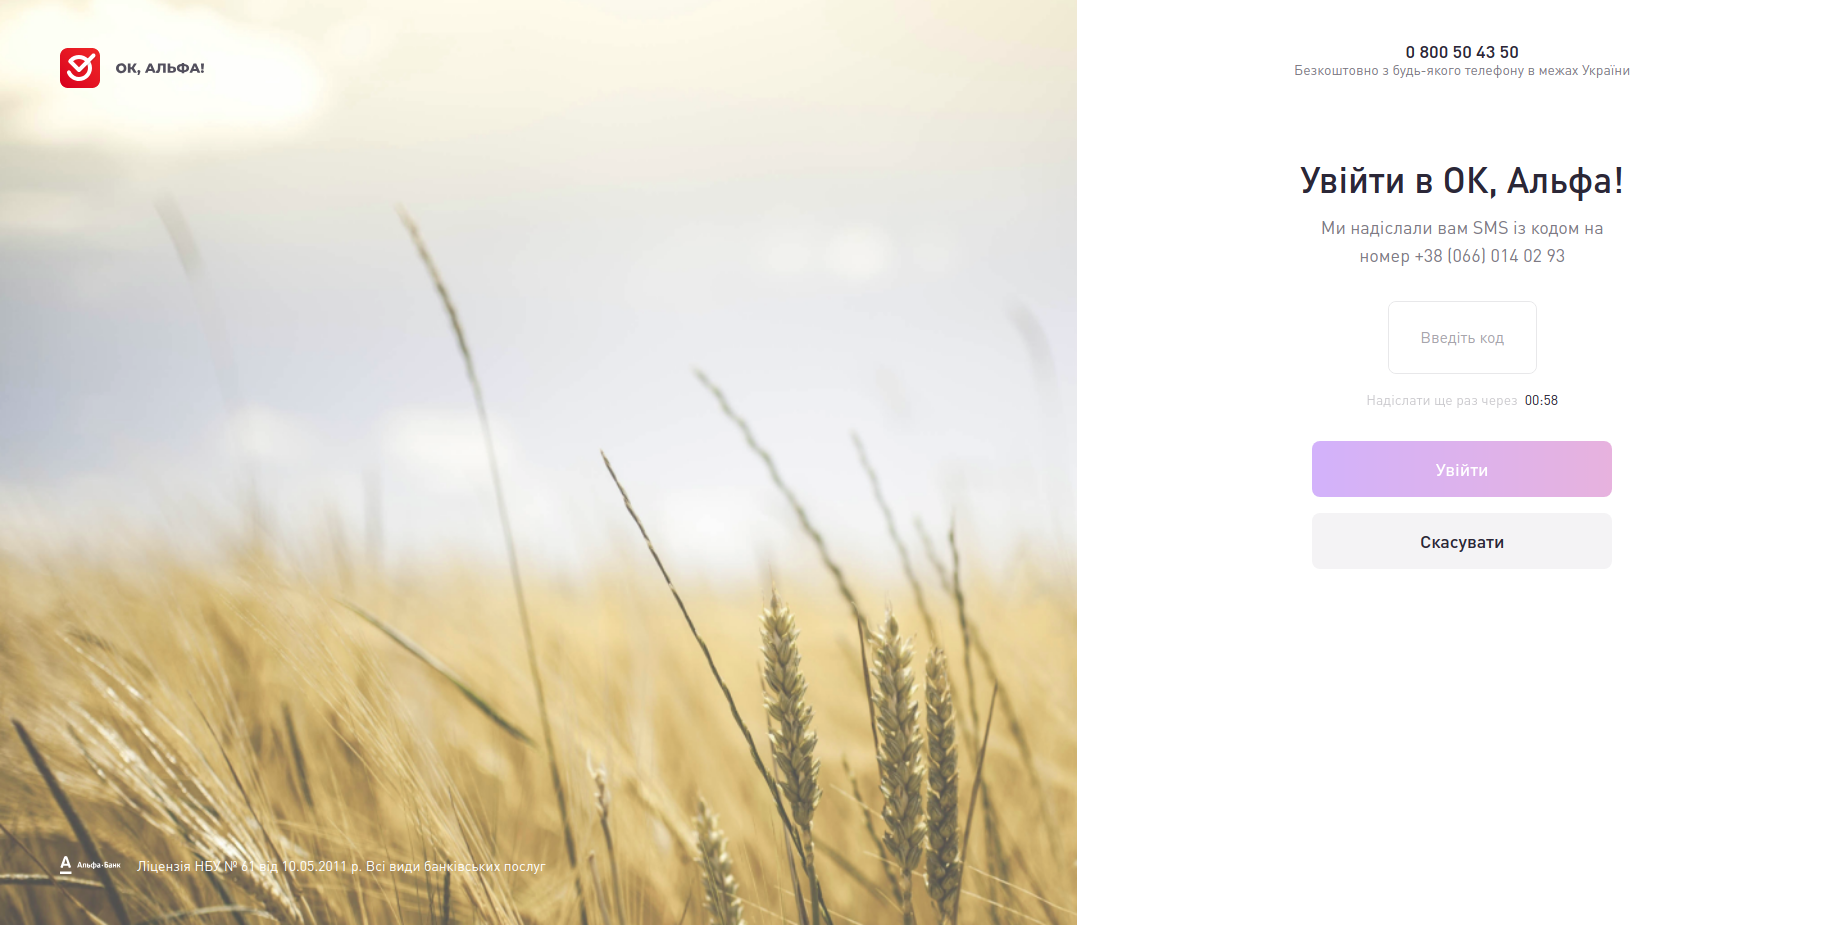 ОК, АЛЬФА!
0 800 50 43 50
Безкоштовно з будь-якого телефону в межах України
Увійти в ОК, Альфа!
Ми надіслали вам SMS із кодом на
номер +38 (066) 014 02 93
Введіть код
Надіслати ще раз через 00:58
Увійти
Скасувати
А Альфа·Банк Ліцензія НБУ № 61 від 10.05.2011 р. Всі види банківських послуг